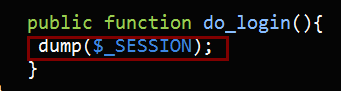 public function do_login(){
dump($_SESSION);
}